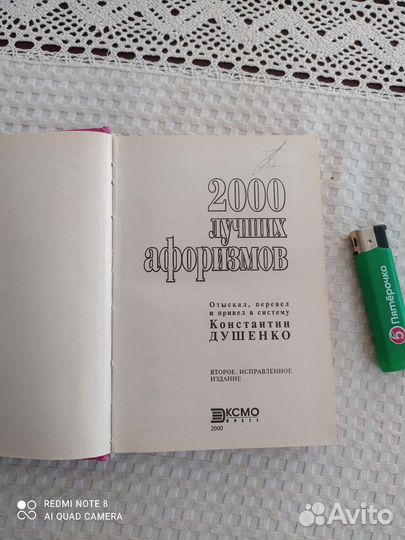 2000
лучших
афоризмов
Отыскал, перевел
и привел в систему
Константин
ДУШЕНКО
ВТОРОЕ, ИСПРАВЛЕННОЕ
ИЗДАНИЕ
ЭКСМО
ПРЕСС
2000
5 Пятёрочка
REDMI NOTE 8
AI QUAD CAMERA
Avito